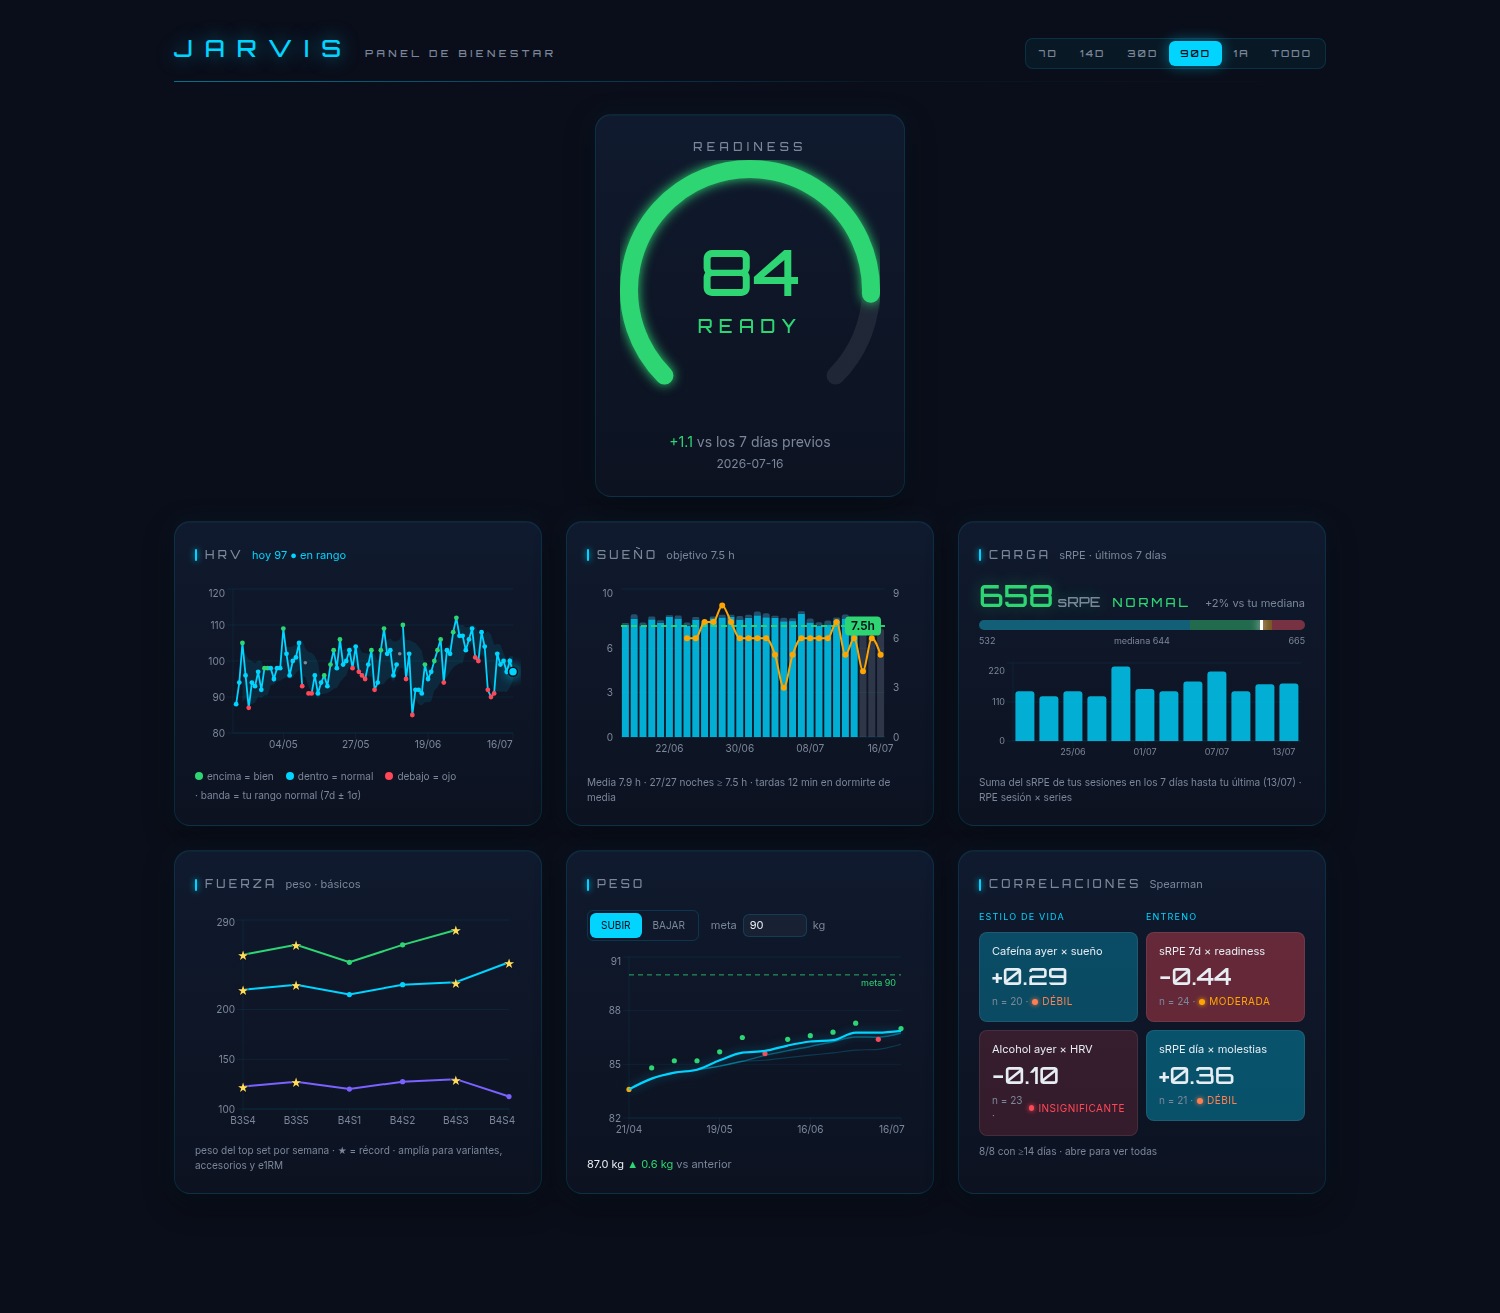 JARVIS PANEL DE BIENESTAR
7D 14D 30D 90D 1A TODO
READINESS
84
READY
+1.1 vs los 7 días previos
2026-07-16
HRV hoy 97 ● en rango
120
110
100
90
80
04/05 27/05 19/06 16/07
encima = bien dentro = normal debajo = ojo
· banda = tu rango normal (7d ± 1σ)
SUEÑO objetivo 7.5 h
10 9
7.5h
6 6
3 3
0 0
22/06 30/06 08/07 16/07
Media 7.9 h · 27/27 noches ≥ 7.5 h · tardas 12 min en dormirte de
media
CARGA sRPE · últimos 7 días
658 sRPE NORMAL +2% vs tu mediana
532 mediana 644 665
220
110
0
25/06 01/07 07/07 13/07
Suma del sRPE de tus sesiones en los 7 días hasta tu última (13/07) ·
RPE sesión × series
FUERZA peso · básicos
290
200
150
100
B3S4 B3S5 B4S1 B4S2 B4S3 B4S4
peso del top set por semana · ★ = récord · amplía para variantes,
accesorios y e1RM
PESO
SUBIR BAJAR meta 90 kg
91
meta 90
88
85
82
21/04 19/05 16/06 16/07
87.0 kg ▲ 0.6 kg vs anterior
CORRELACIONES Spearman
ESTILO DE VIDA
Cafeína ayer × sueño
+0.29
n = 20 · ● DÉBIL
Alcohol ayer × HRV
-0.10
n = 23
· ● INSIGNIFICANTE
ENTRENO
sRPE 7d × readiness
-0.44
n = 24 · ● MODERADA
sRPE día × molestias
+0.36
n = 21 · ● DÉBIL
8/8 con ≥14 días · abre para ver todas